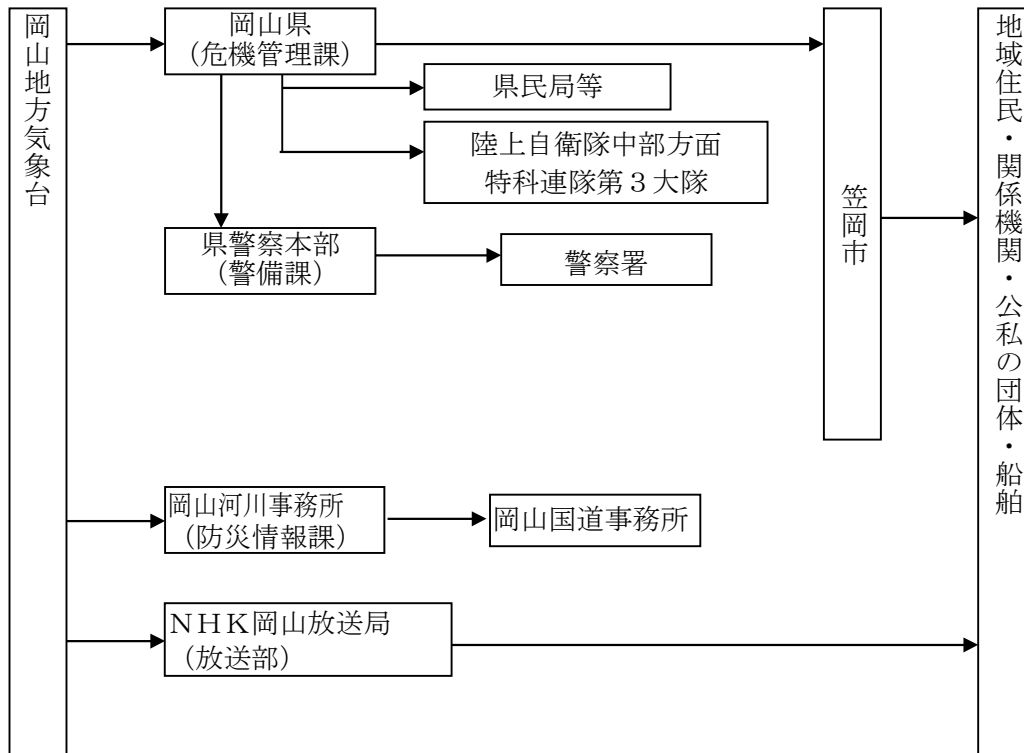 岡山地方気象台
岡山県
（危機管理課）
県民局等
陸上自衛隊中部方面
特科連隊第３大隊
県警察本部
（警備課）
警察署
岡山河川事務所
（防災情報課）
岡山国道事務所
ＮＨＫ岡山放送局
（放送部）
笠岡市
地域住民・関係機関・公私の団体・船舶